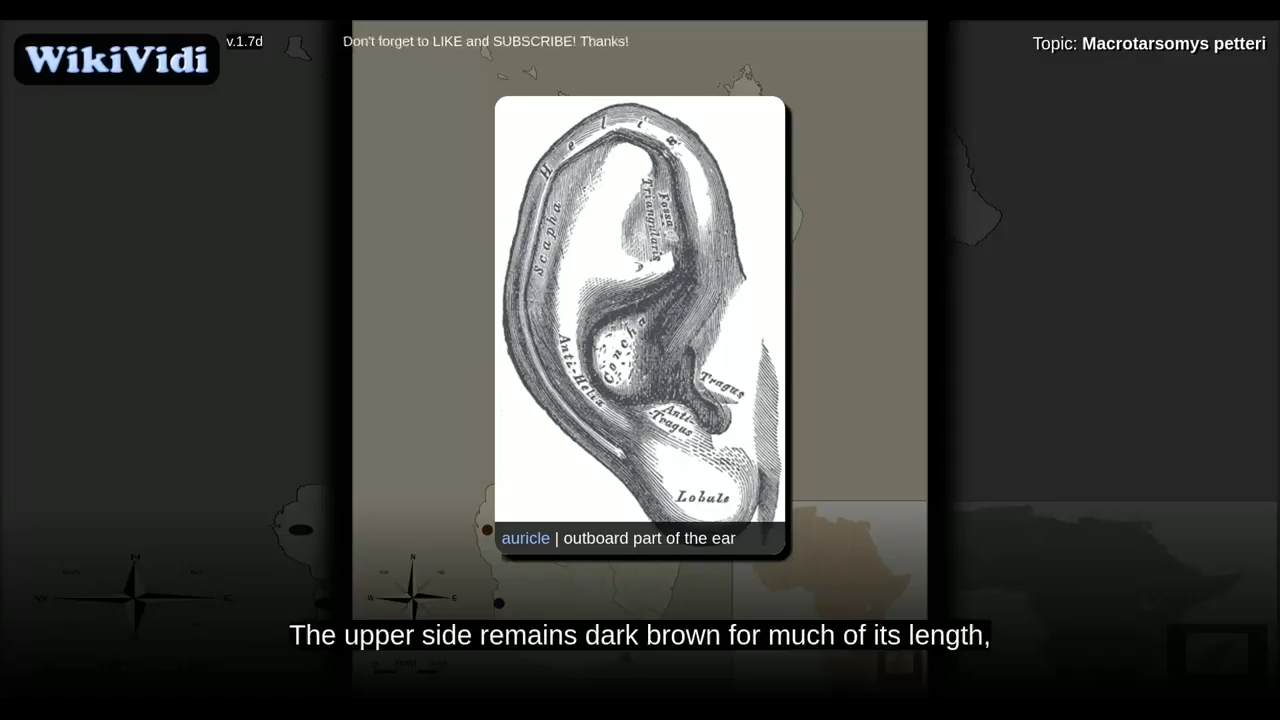 WikiVidi
v.1.7d
Don't forget to LIKE and SUBSCRIBE! Thanks!
Topic: Macrotarsomys petteri
Helix
Scapha
Fossa
Triangularis
Concha
Anti-Helix
Tragus
Anti-
Tragus
Lobule
auricle | outboard part of the ear
N
W
E
N
The upper side remains dark brown for much of its length,